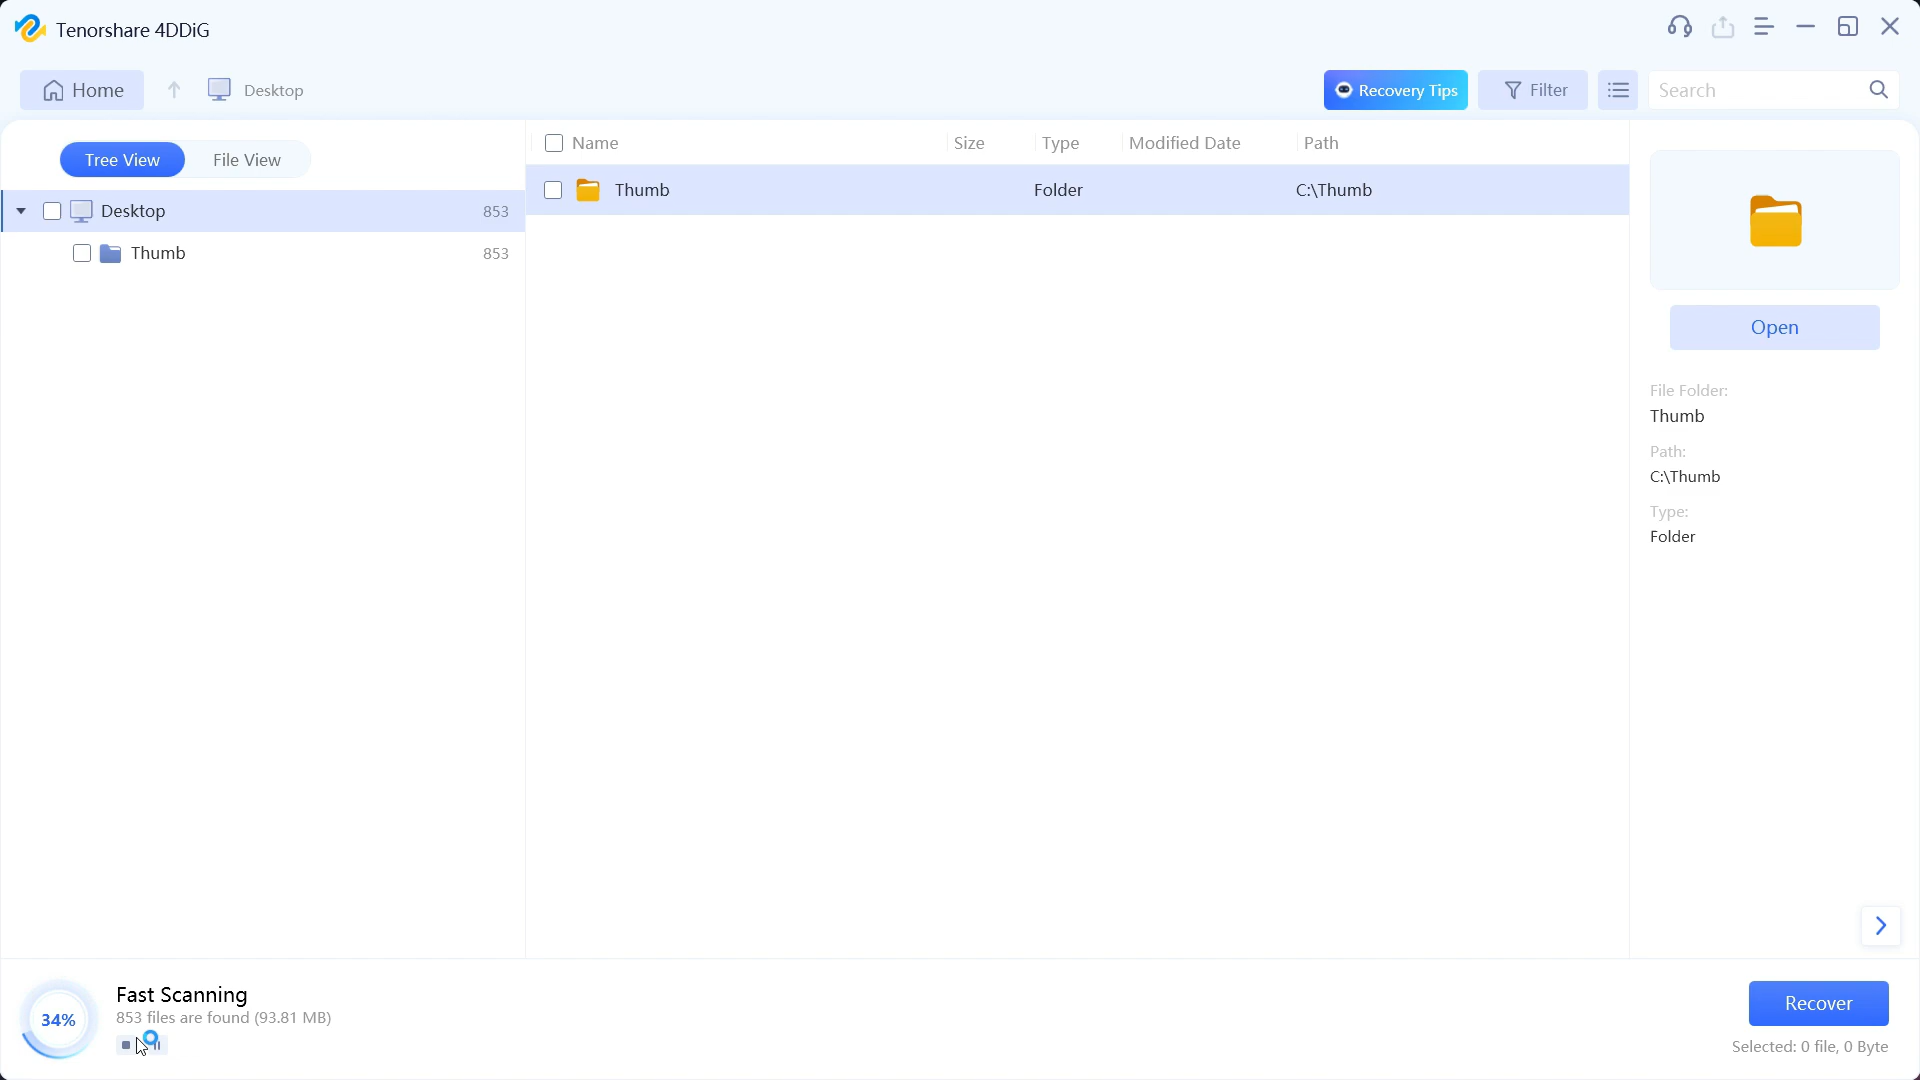 Tenorshare 4DDiG
Home
Desktop
Recovery Tips
Filter
Search
Tree View
File View
Desktop 853
Thumb 853
Name Size Type Modified Date Path
Thumb Folder C:\Thumb
Open
File Folder:
Thumb
Path:
C:\Thumb
Type:
Folder
34%
Fast Scanning
853 files are found (93.81 MB)
Recover
Selected: 0 file, 0 Byte